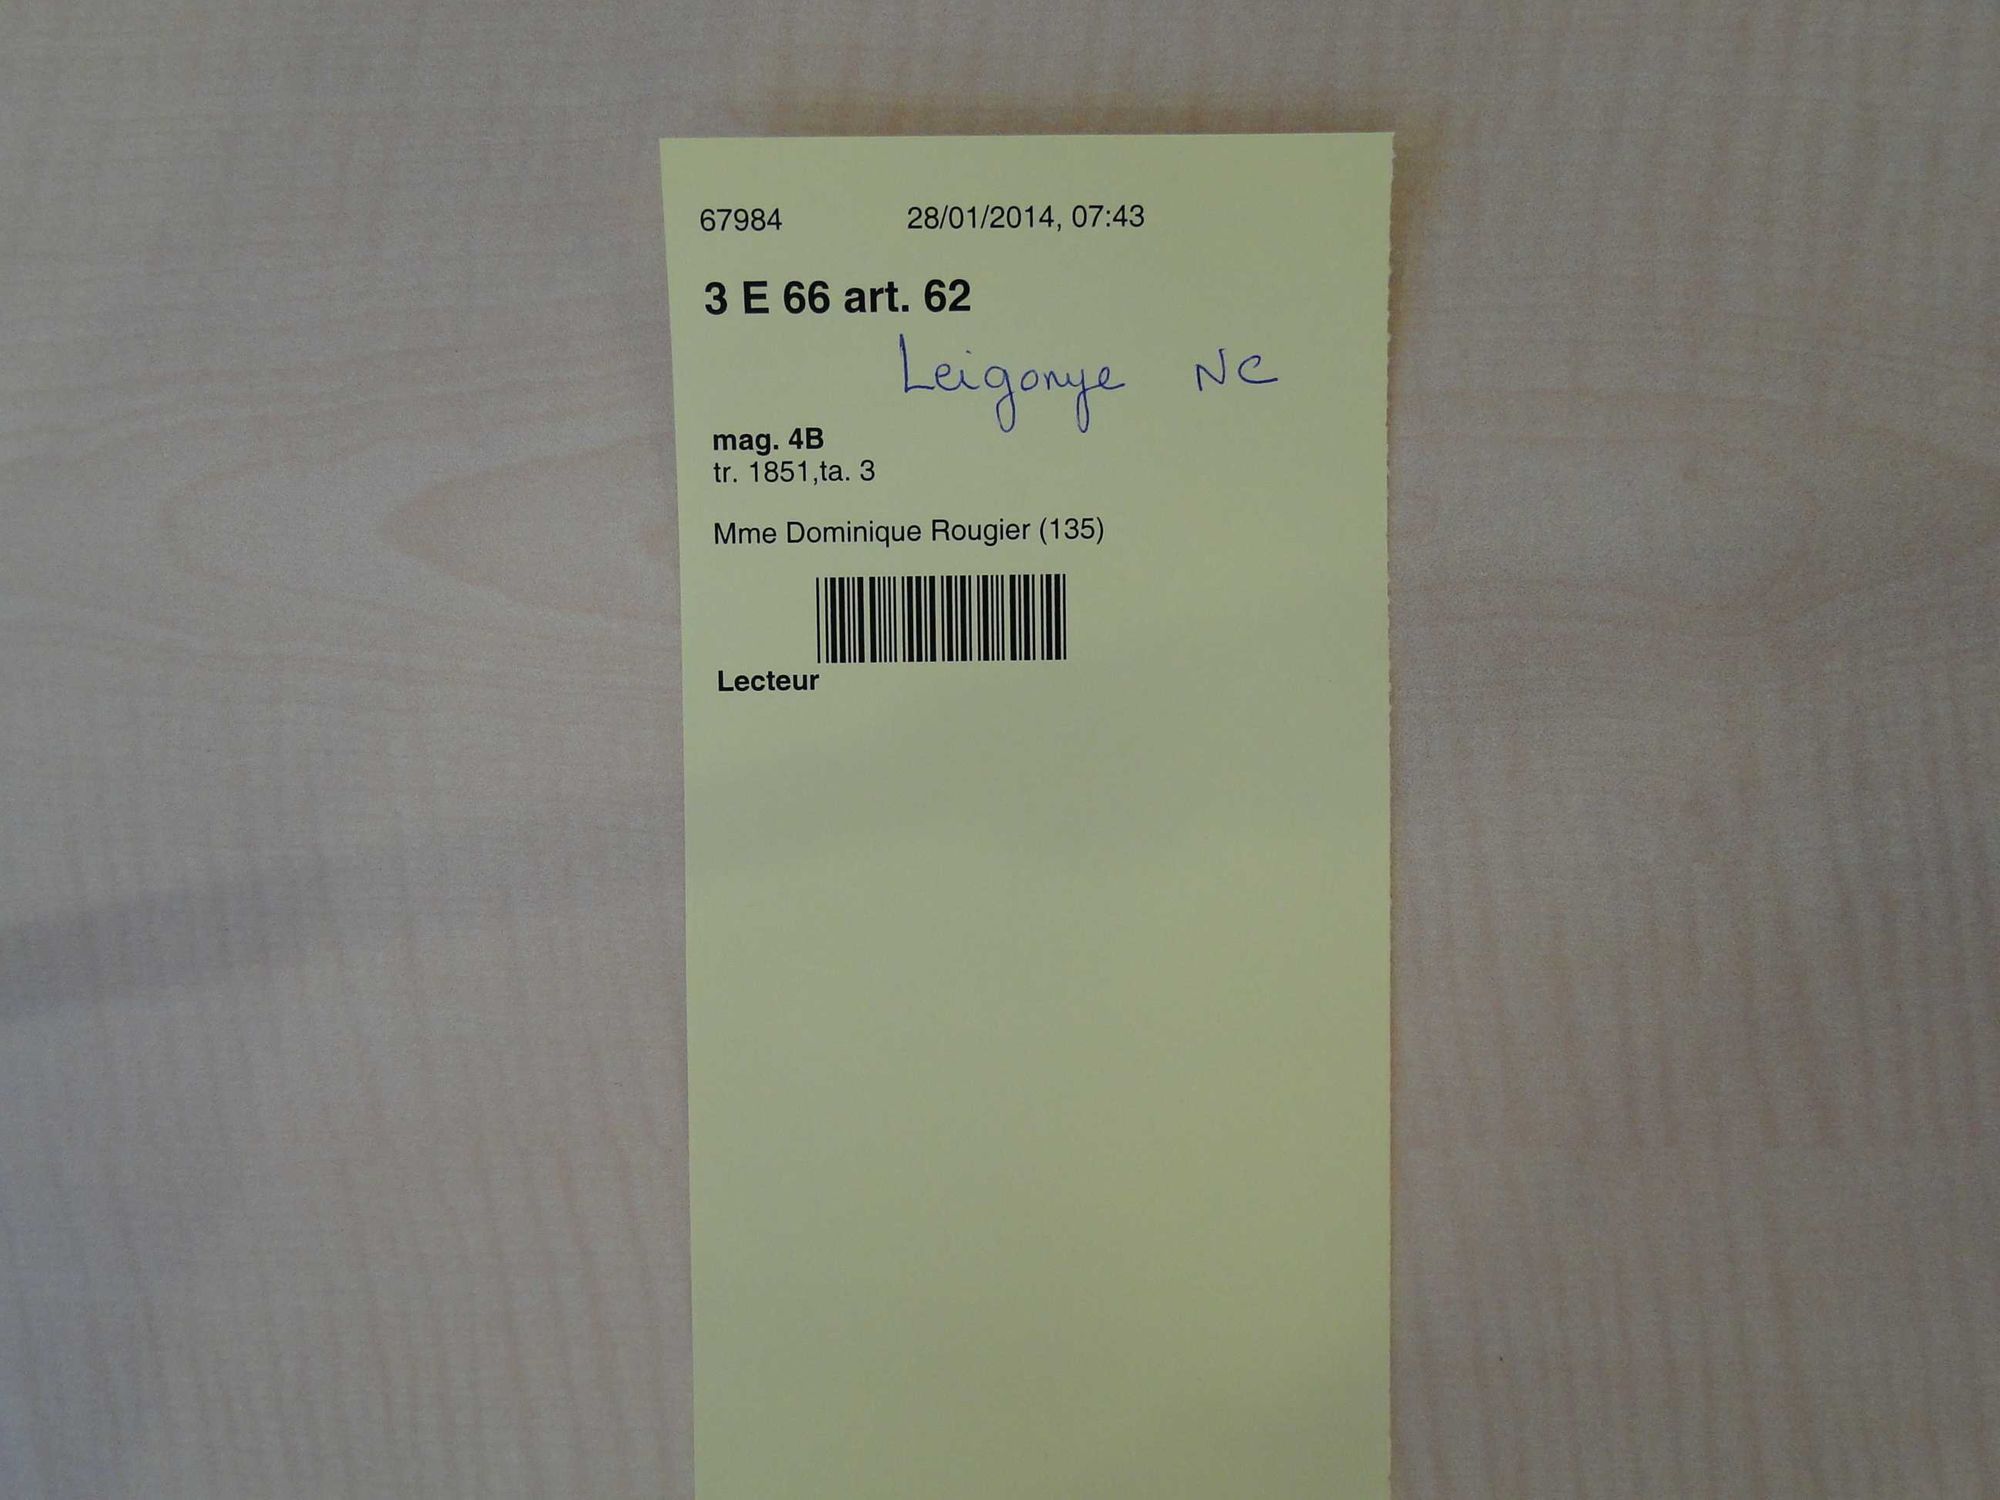 67984 28/01/2014, 07:43
3 E 66 art. 62
Leigonye NC
mag. 4B
tr. 1851,ta. 3
Mme Dominique Rougier (135)
Lecteur